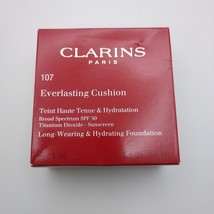 CLARINS
PARIS
107
Everlasting Cushion
Teint Haute Tenue & Hydratation
Broad Spectrum SPF 50
Titanium Dioxide - Sunscreen
Long-Wearing & Hydrating Foundation